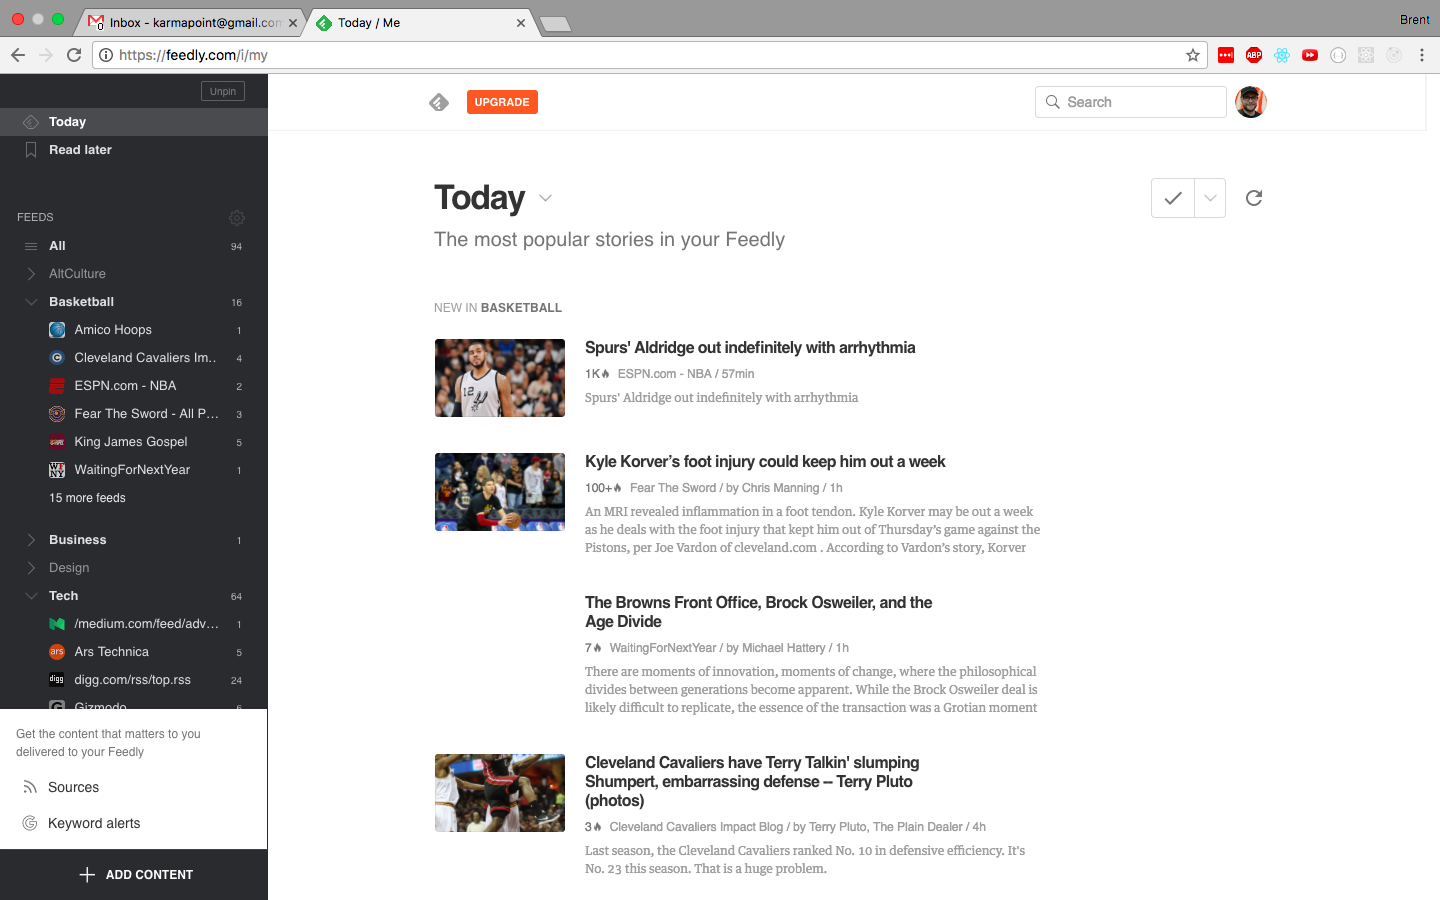 Inbox - karmapoint@gmail.com
Today / Me
Brent
https://feedly.com/i/my
ABP
Unpin
Today
Read later
FEEDS
All 94
AltCulture
Basketball 16
Amico Hoops 1
Cleveland Cavaliers Im.. 4
ESPN.com - NBA 2
Fear The Sword - All P... 3
King James Gospel 5
WaitingForNextYear 1
15 more feeds
Business 1
Design
Tech 64
/medium.com/feed/adv... 1
ars Ars Technica 5
digg digg.com/rss/top.rss 24
Gizmodo 6
Get the content that matters to you
delivered to your Feedly
Sources
Keyword alerts
ADD CONTENT
UPGRADE
Search
Today
The most popular stories in your Feedly
NEW IN BASKETBALL
Spurs' Aldridge out indefinitely with arrhythmia
1K ESPN.com - NBA / 57min
Spurs' Aldridge out indefinitely with arrhythmia
Kyle Korver’s foot injury could keep him out a week
100+ Fear The Sword / by Chris Manning / 1h
An MRI revealed inflammation in a foot tendon. Kyle Korver may be out a week
as he deals with the foot injury that kept him out of Thursday’s game against the
Pistons, per Joe Vardon of cleveland.com . According to Vardon’s story, Korver
The Browns Front Office, Brock Osweiler, and the
Age Divide
7 WaitingForNextYear / by Michael Hattery / 1h
There are moments of innovation, moments of change, where the philosophical
divides between generations become apparent. While the Brock Osweiler deal is
likely difficult to replicate, the essence of the transaction was a Grotian moment
Cleveland Cavaliers have Terry Talkin' slumping
Shumpert, embarrassing defense – Terry Pluto
(photos)
3 Cleveland Cavaliers Impact Blog / by Terry Pluto, The Plain Dealer / 4h
Last season, the Cleveland Cavaliers ranked No. 10 in defensive efficiency. It's
No. 23 this season. That is a huge problem.